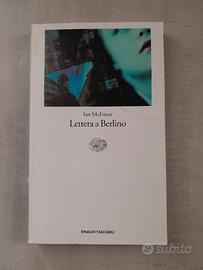 Ian McEwan
Lettera a Berlino
EINAUDI TASCABILI
subito